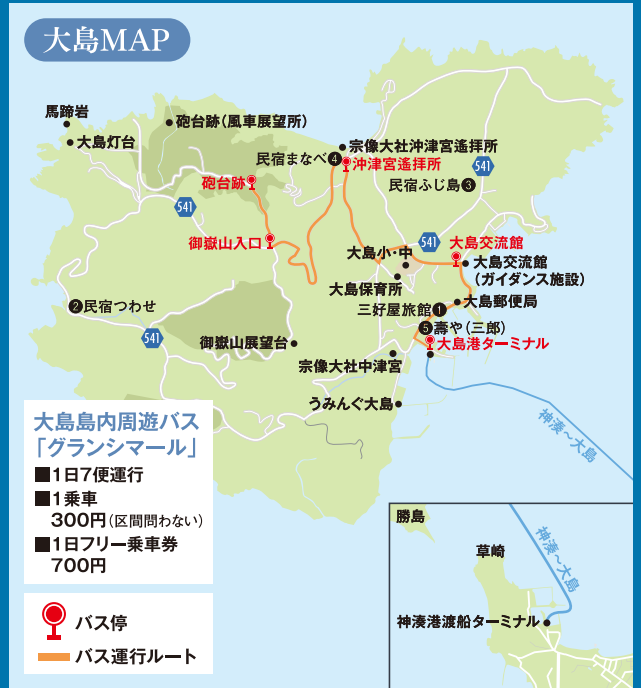 大島MAP
馬蹄岩
大島灯台
砲台跡(風車展望所)
宗像大社沖津宮遙拝所
民宿まなべ❹
沖津宮遙拝所
砲台跡
541
民宿ふじ島❸
541
御嶽山入口
大島小・中
541
大島交流館
大島交流館
(ガイダンス施設)
大島保育所
❷民宿つわせ
三好屋旅館❶
大島郵便局
541
御嶽山展望台
❺壽や(三郎)
大島港ターミナル
宗像大社中津宮
うみんぐ大島
神湊〜大島
大島島内周遊バス
「グランシマール」
■1日7便運行
■1乗車
300円(区間問わない)
■1日フリー乗車券
700円
バス停
バス運行ルート
勝島
草崎
神湊〜大島
神湊港渡船ターミナル